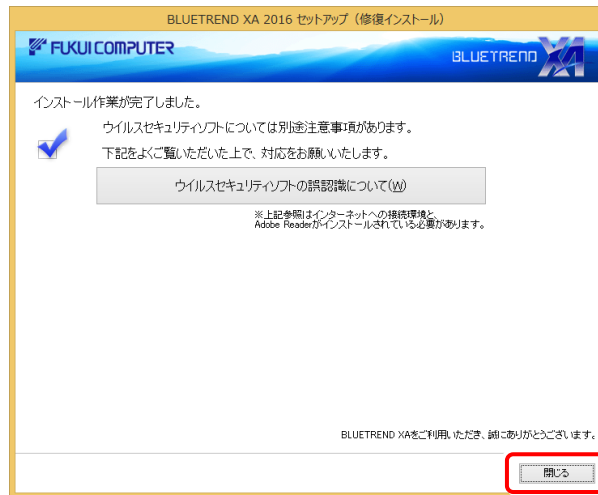 BLUETREND XA 2016 セットアップ（修復インストール）
FUKUI COMPUTER
BLUETREND XA
インストール作業が完了しました。
ウイルスセキュリティソフトについては別途注意事項があります。
下記をよくご覧いただいた上で、対応をお願いいたします。
ウイルスセキュリティソフトの誤認識について(W)
※上記参照はインターネットへの接続環境と、
Adobe Readerがインストールされている必要があります。
BLUETREND XAをご利用いただき、誠にありがとうございます。
閉じる